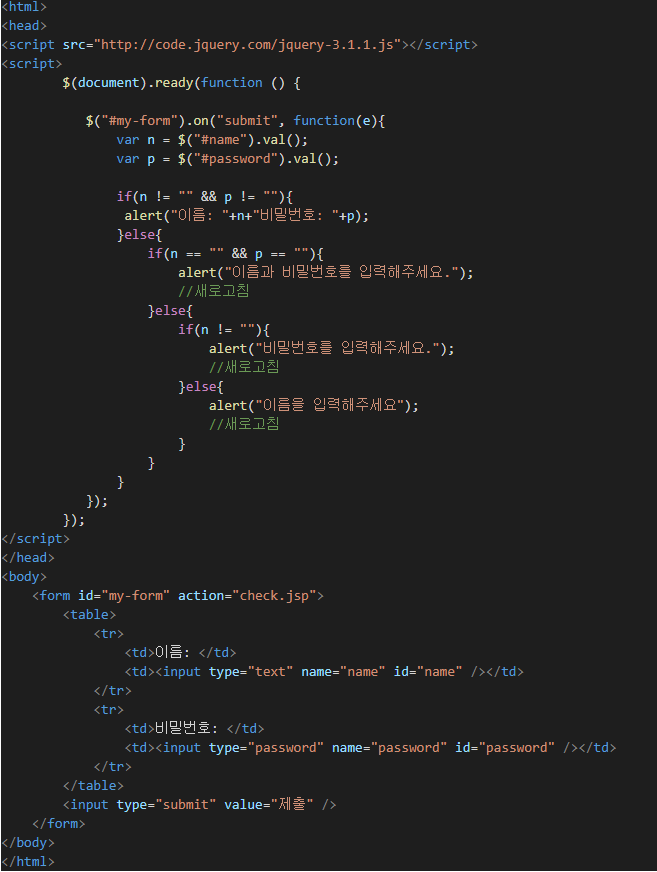 <html>
<head>
<script src="http://code.jquery.com/jquery-3.1.1.js"></script>
<script>
        $(document).ready(function () {

           $("#my-form").on("submit", function(e){
               var n = $("#name").val();
               var p = $("#password").val();

               if(n != "" && p != ""){
                alert("이름: "+n+"비밀번호: "+p);
               }else{
                   if(n == "" && p == ""){
                       alert("이름과 비밀번호를 입력해주세요.");
                       //새로고침
                   }else{
                       if(n != ""){
                           alert("비밀번호를 입력해주세요.");
                           //새로고침
                       }else{
                           alert("이름을 입력해주세요");
                           //새로고침
                       }
                   }
               }
           });
        });
</script>
</head>
<body>
    <form id="my-form" action="check.jsp">
        <table>
            <tr>
                <td>이름: </td>
                <td><input type="text" name="name" id="name" /></td>
            </tr>
            <tr>
                <td>비밀번호: </td>
                <td><input type="password" name="password" id="password" /></td>
            </tr>
        </table>
        <input type="submit" value="제출" />
    </form>
</body>
</html>